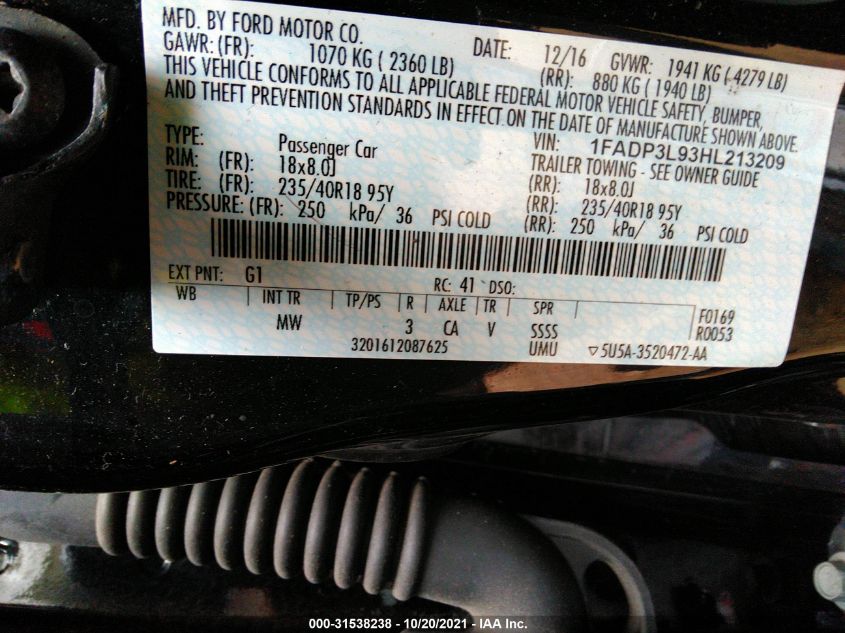 MFD. BY FORD MOTOR CO.
DATE: 12/16 GVWR: 1941 KG ( 4279 LB)
GAWR: (FR): 1070 KG ( 2360 LB) (RR): 880 KG ( 1940 LB)
THIS VEHICLE CONFORMS TO ALL APPLICABLE FEDERAL MOTOR VEHICLE SAFETY, BUMPER,
AND THEFT PREVENTION STANDARDS IN EFFECT ON THE DATE OF MANUFACTURE SHOWN ABOVE.
VIN: 1FADP3L93HL213209
TYPE: Passenger Car TRAILER TOWING - SEE OWNER GUIDE
RIM: (FR): 18x8.0J (RR): 18x8.0J
TIRE: (FR): 235/40R18 95Y (RR): 235/40R18 95Y
PRESSURE: (FR): 250 kPa/ 36 PSI COLD (RR): 250 kPa/ 36 PSI COLD
EXT PNT: G1 RC: 41 DSO:
WB INT TR TP/PS R AXLE TR SPR F0169
MW 3 CA V SSSS R0053
3201612087625 UMU ▽5U5A-3520472-AA
000-31538238 - 10/20/2021 - IAA Inc.